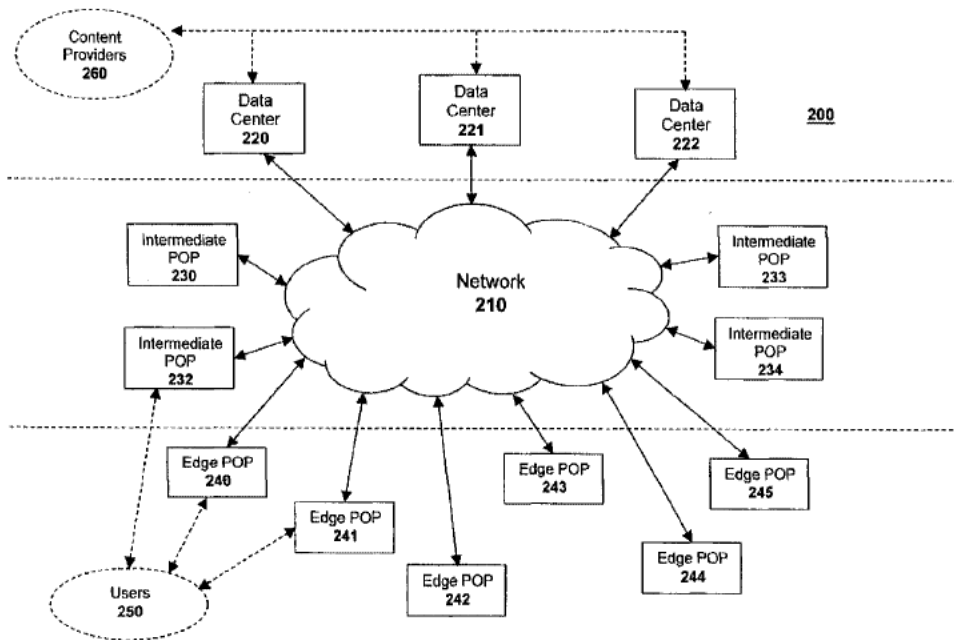 Content
Providers
260
Data
Center
220
Data
Center
221
Data
Center
222
200
Intermediate
POP
230
Network
210
Intermediate
POP
233
Intermediate
POP
232
Intermediate
POP
234
Edge POP
240
Edge POP
241
Edge POP
242
Edge POP
243
Edge POP
244
Edge POP
245
Users
250